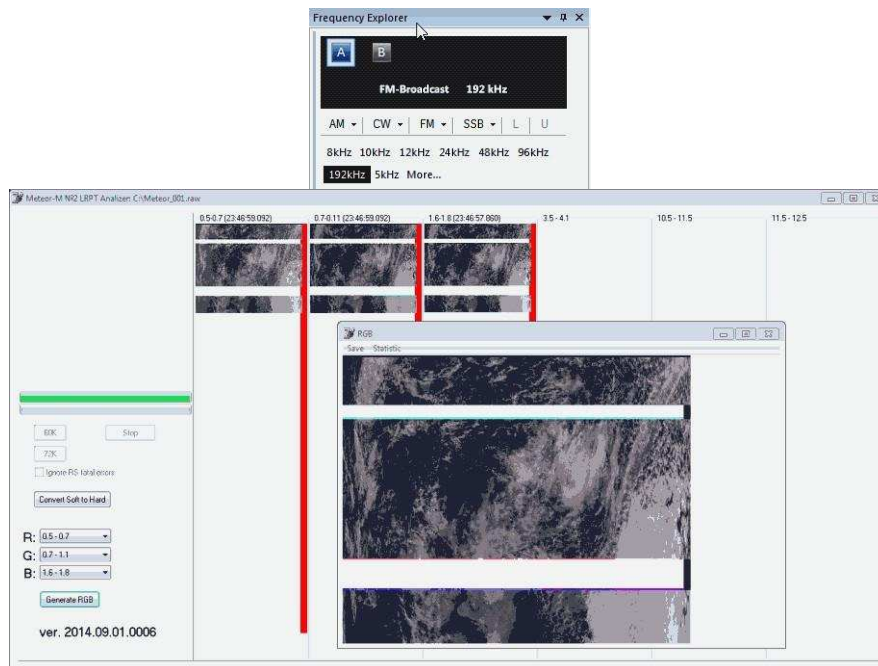 Frequency Explorer
A B
FM-Broadcast 192 kHz
AM CW FM SSB L U
8kHz 10kHz 12kHz 24kHz 48kHz 96kHz
192kHz 5kHz More...
Meteor-M NR2 LRPT Analizer: C:\Meteor_001.raw
0.5-0.7 (23:46:59.092) 0.7-0.11 (23:46:59.092) 1.6-1.8 (23:46:57.860) 3.5 - 4.1 10.5 - 11.5 11.5 - 12.5
RGB
Save Statistic
80K Stop
72K
Ignore RS fatal errors
Convert Soft to Hard
R: 0.5 - 0.7
G: 0.7 - 1.1
B: 1.6 - 1.8
Generate RGB
ver. 2014.09.01.0006